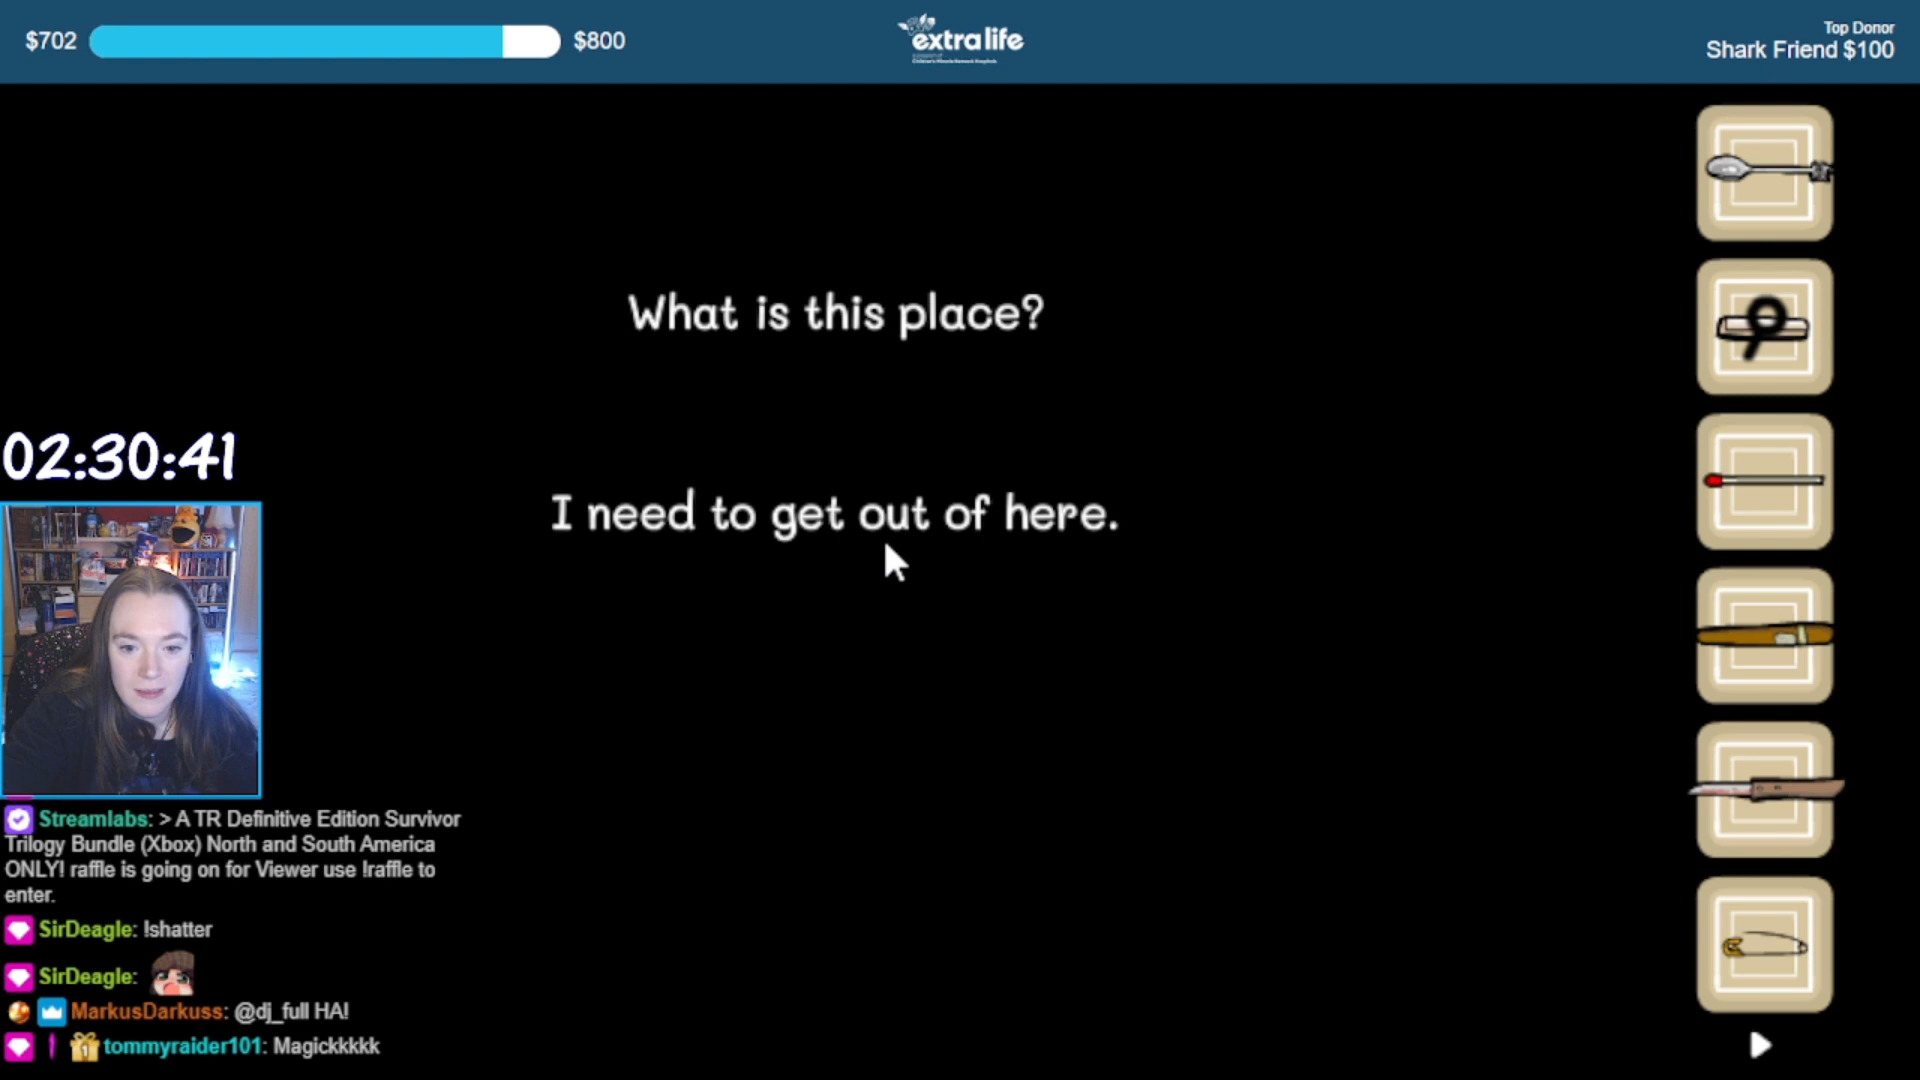 $702
$800
extra life
Top Donor
Shark Friend $100
What is this place?
I need to get out of here.
02:30:41
Streamlabs: > A TR Definitive Edition Survivor
Trilogy Bundle (Xbox) North and South America
ONLY! raffle is going on for Viewer use !raffle to
enter.
SirDeagle: !shatter
SirDeagle:
MarkusDarkuss: @dj_full HA!
tommyraider101: Magickkkkk